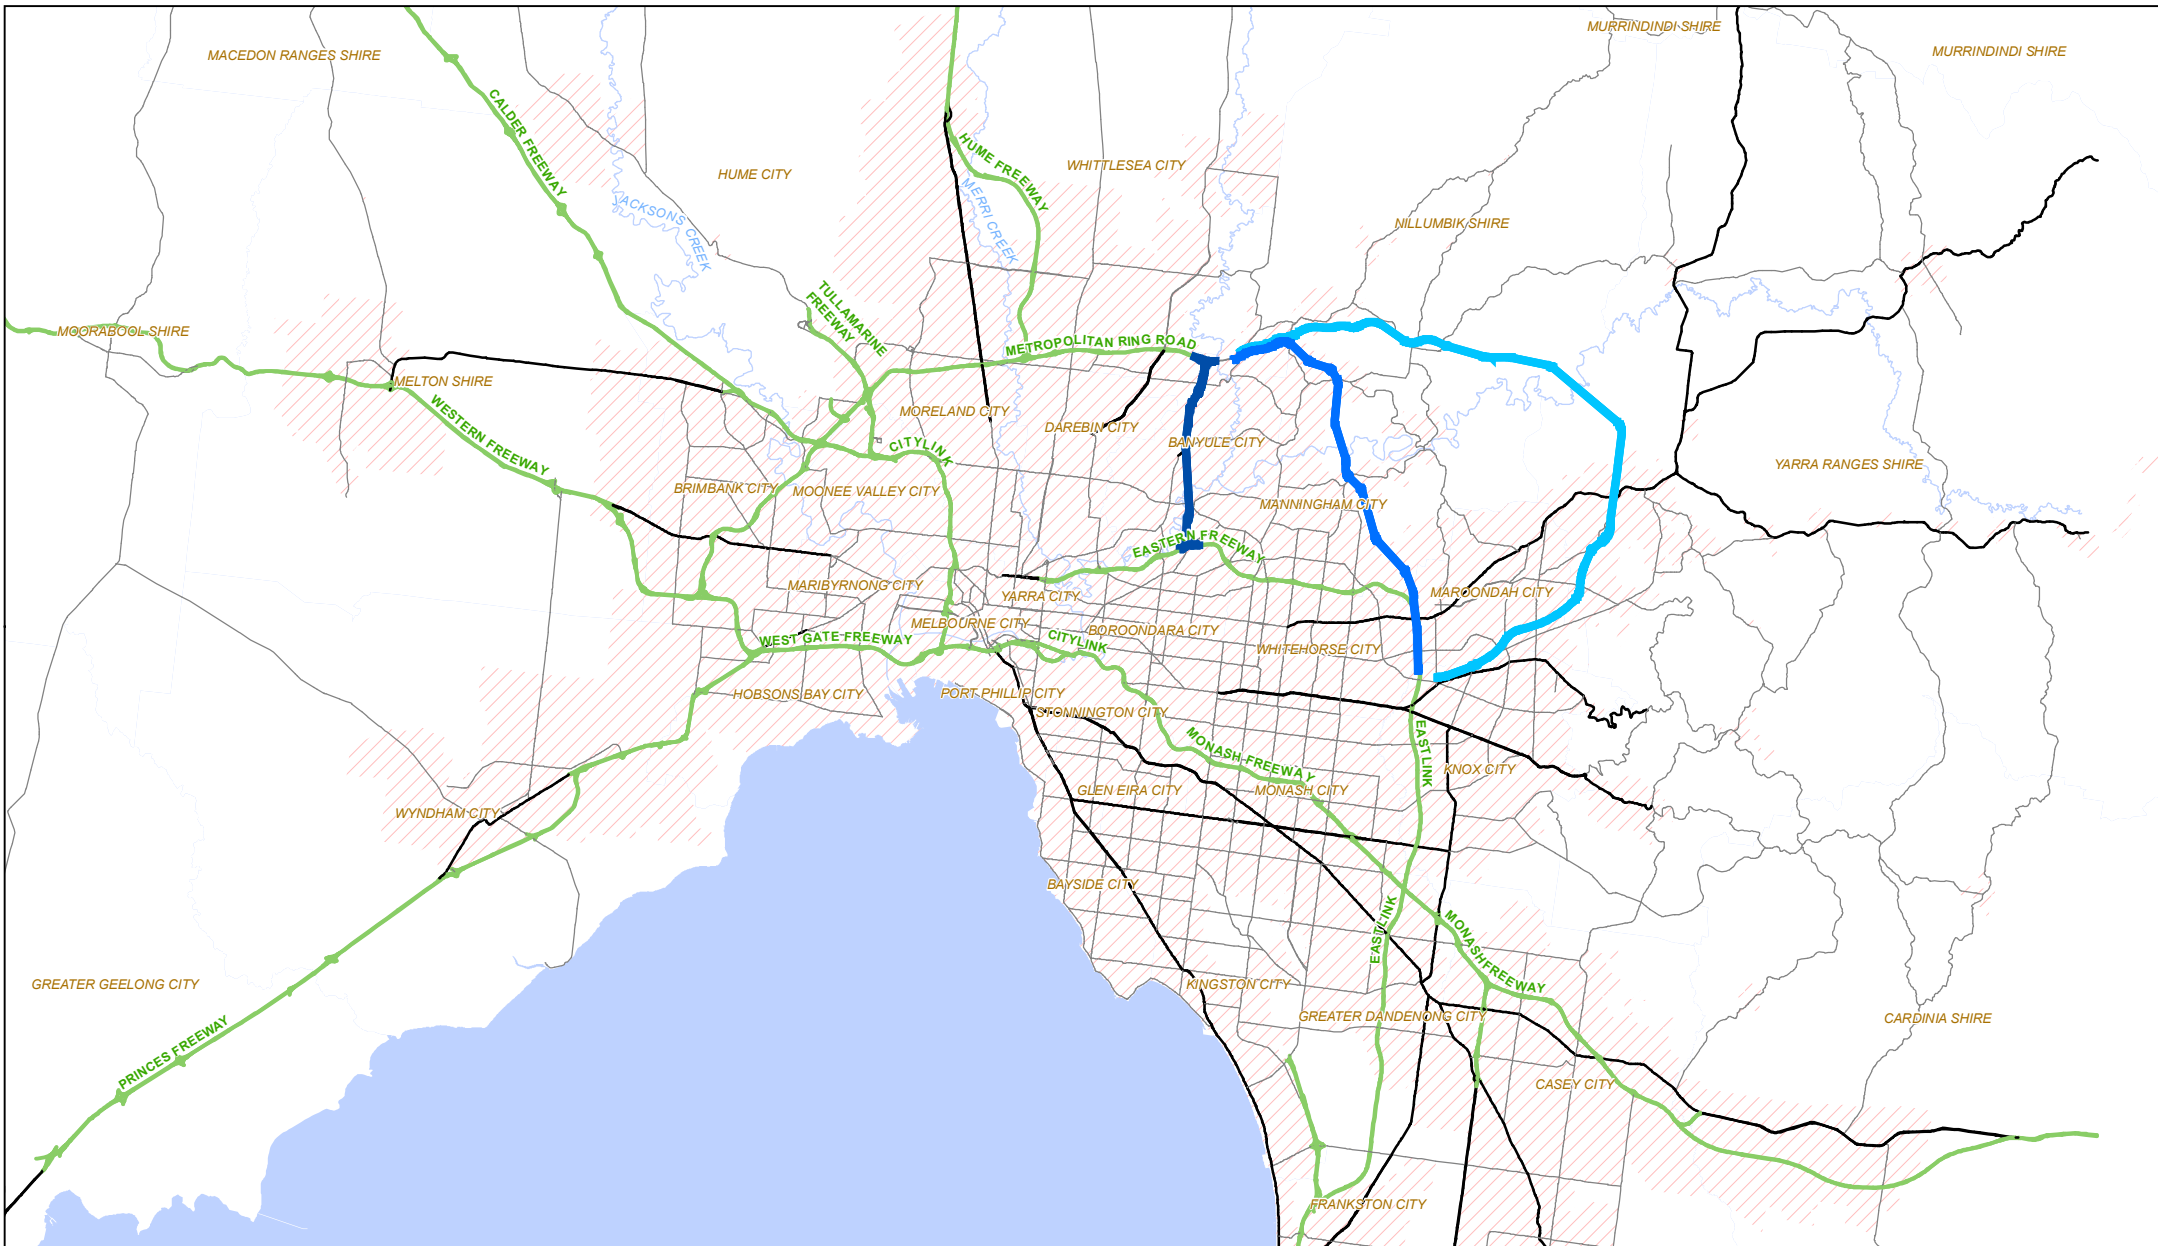 MURRINDINDI SHIRE
MURRINDINDI SHIRE
MACEDON RANGES SHIRE
CALDER FREEWAY
HUME FREEWAY
WHITTLESEA CITY
HUME CITY
MERRI CREEK
ACKSONS CREEK
NILLUMBIK SHIRE
TULLAMARINE
FREEWAY
MOORABOOL SHIRE
METROPOLITAN RING ROAD
MELTON SHIRE
WESTERN FREEWAY
MORELAND CITY
DAREBIN CITY
CITYLINK
BANYULE CITY
YARRA RANGES SHIRE
BRIMBANK CITY
MOONEE VALLEY CITY
MANNINGHAM CITY
EASTERN FREEWAY
MARIBYRNONG CITY
YARRA CITY
MAROONDAH CITY
MELBOURNE CITY
BOROONDARA CITY
WEST GATE FREEWAY
CITYLINK
WHITEHORSE CITY
HOBSONS BAY CITY
PORT PHILLIP CITY
STONNINGTON CITY
MONASH FREEWAY
EASTLINK
KNOX CITY
GLEN EIRA CITY
MONASH CITY
WYNDHAM CITY
BAYSIDE CITY
EASTLINK
MONASH FREEWAY
GREATER GEELONG CITY
KINGSTON CITY
GREATER DANDENONG CITY
CARDINIA SHIRE
PRINCES FREEWAY
CASEY CITY
FRANKSTON CITY